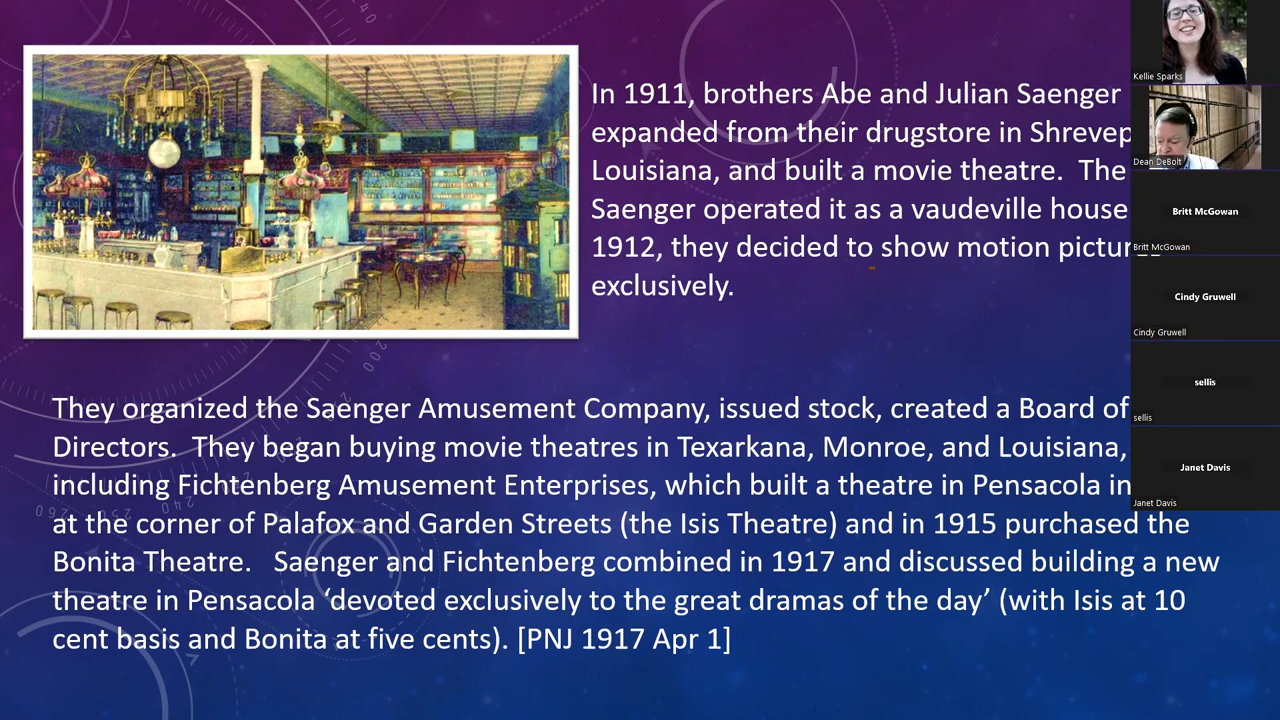 In 1911, brothers Abe and Julian Saenger
expanded from their drugstore in Shrevep
Louisiana, and built a movie theatre.  The
Saenger operated it as a vaudeville house
1912, they decided to show motion pictur
exclusively.
They organized the Saenger Amusement Company, issued stock, created a Board of
Directors.  They began buying movie theatres in Texarkana, Monroe, and Louisiana,
including Fichtenberg Amusement Enterprises, which built a theatre in Pensacola in
at the corner of Palafox and Garden Streets (the Isis Theatre) and in 1915 purchased the
Bonita Theatre.   Saenger and Fichtenberg combined in 1917 and discussed building a new
theatre in Pensacola ‘devoted exclusively to the great dramas of the day’ (with Isis at 10
cent basis and Bonita at five cents). [PNJ 1917 Apr 1]
Kellie Sparks
Dean DeBolt
Britt McGowan
Britt McGowan
Cindy Gruwell
Cindy Gruwell
sellis
sellis
Janet Davis
Janet Davis
40
200
240
250
260